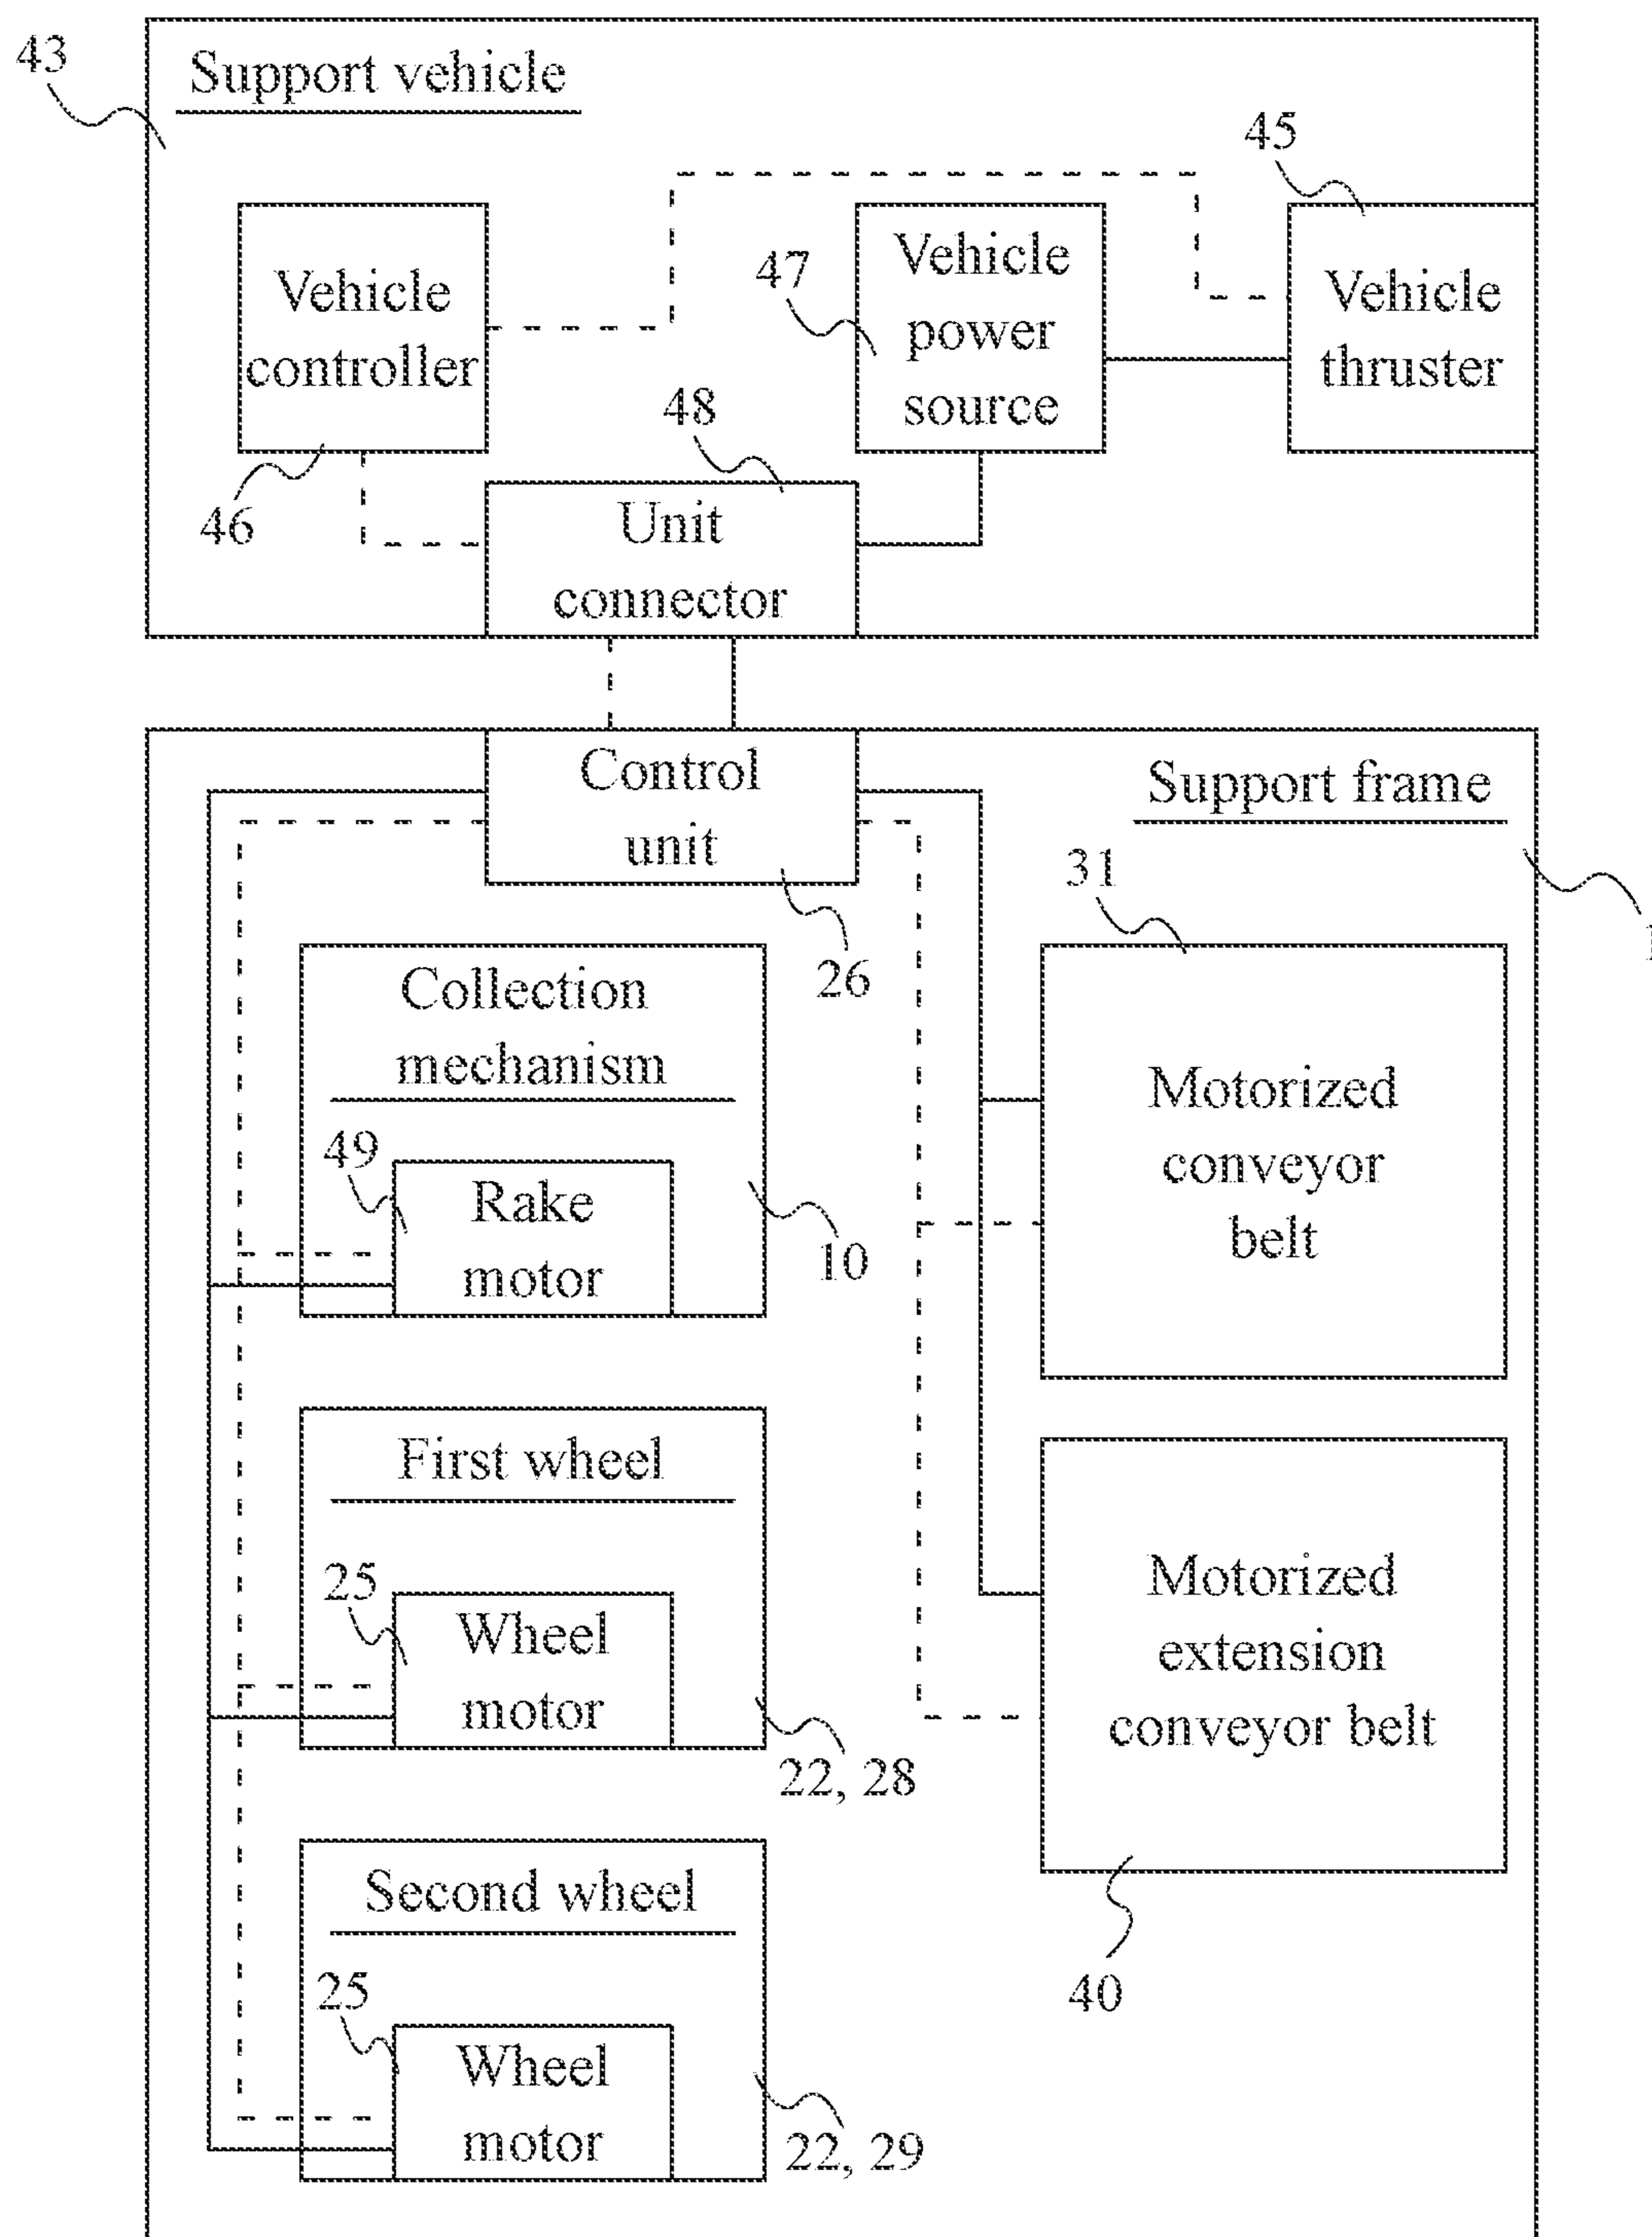 43
Support vehicle
45
Vehicle
controller
47
Vehicle
power
source
Vehicle
thruster
46
48
Unit
connector
Control
unit
Support frame
26
31
Collection
mechanism
49
Rake
motor
10
Motorized
conveyor
belt
First wheel
25
Wheel
motor
22, 28
Motorized
extension
conveyor belt
40
Second wheel
25
Wheel
motor
22, 29